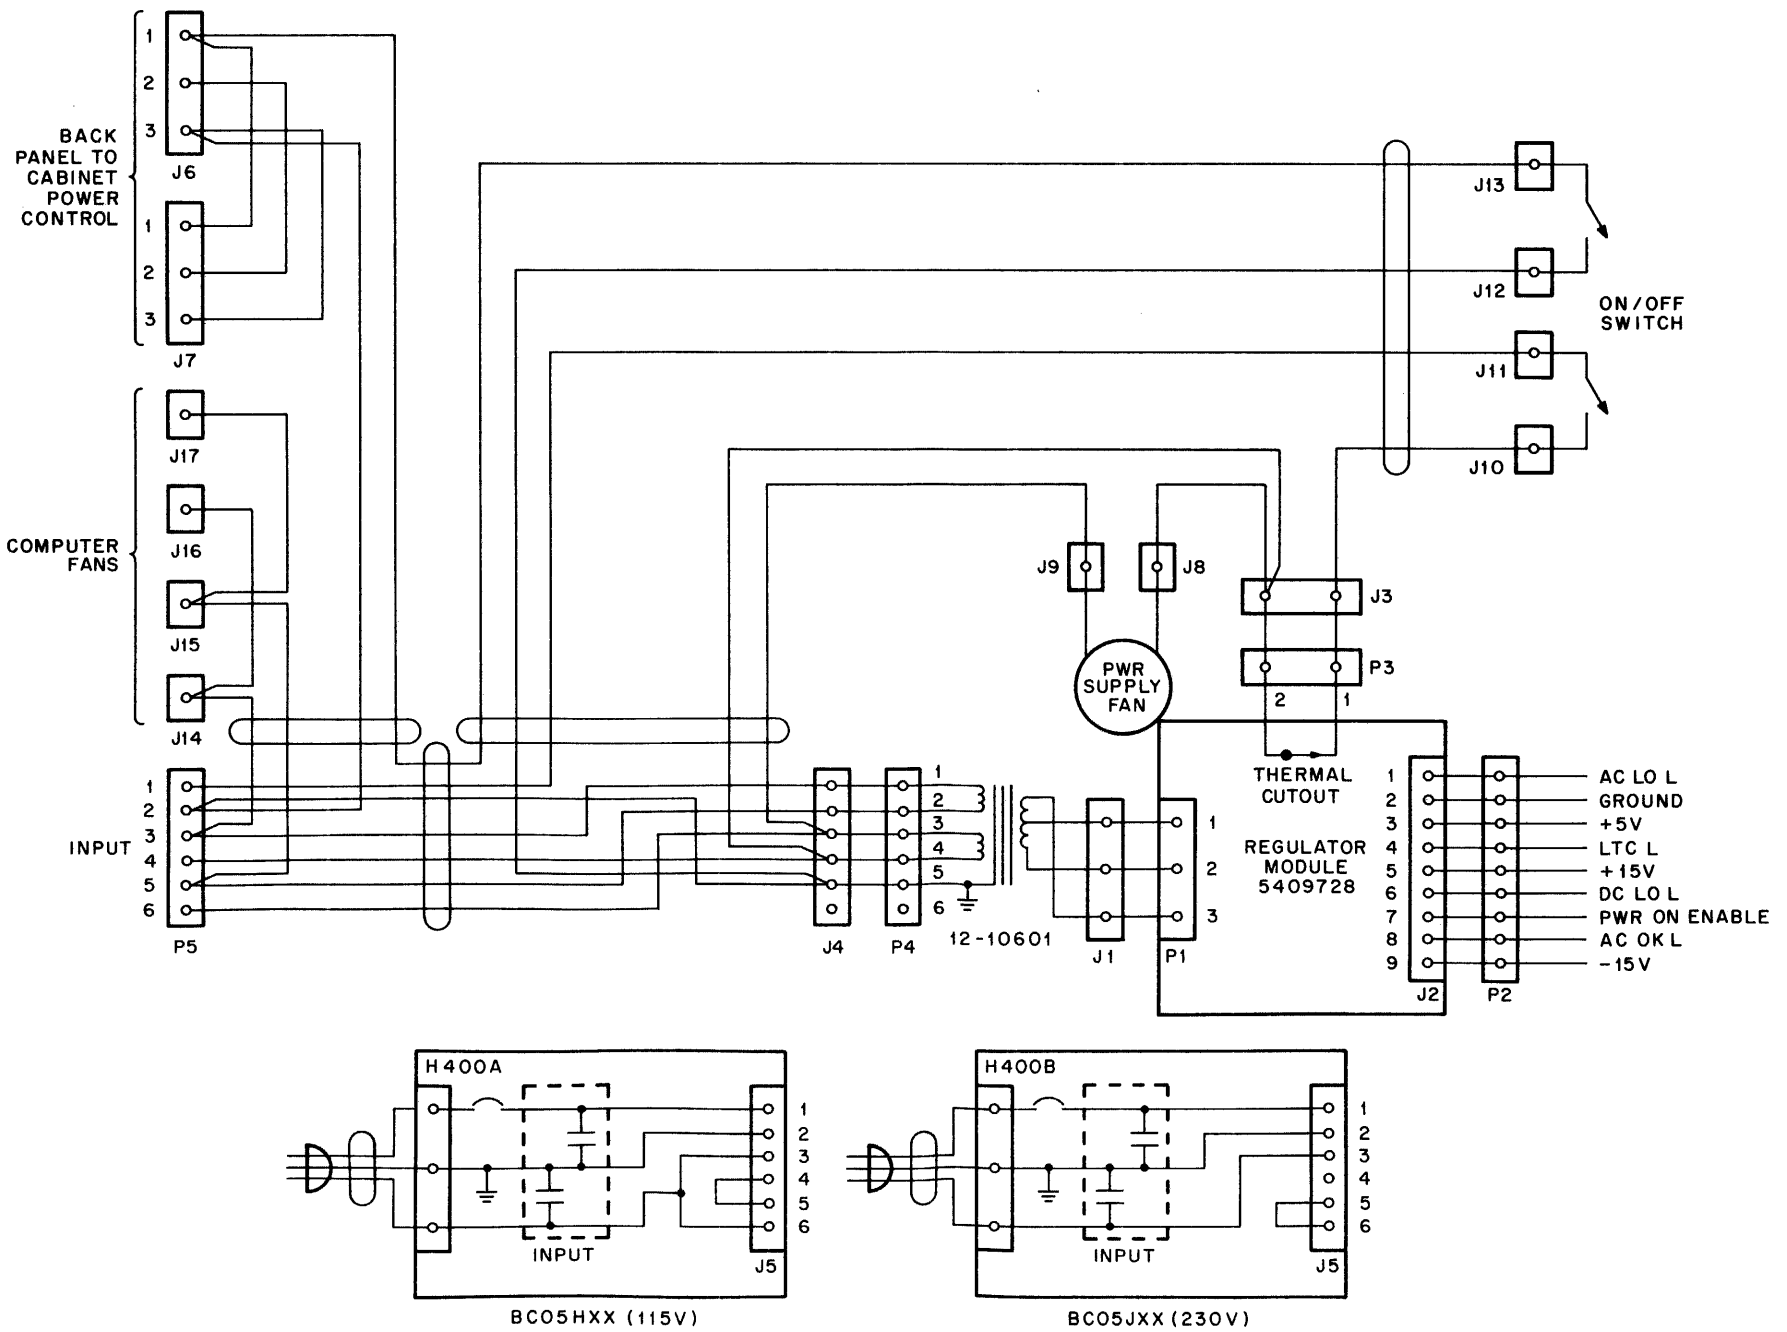 1
2
3
J6
BACK
PANEL TO
CABINET
POWER
CONTROL
1
2
3
J7
J17
J16
COMPUTER
FANS
J15
J14
INPUT
1
2
3
4
5
6
P5
J13
J12
ON/OFF
SWITCH
J11
J10
J9
J8
J3
P3
2
1
PWR
SUPPLY
FAN
THERMAL
CUTOUT
REGULATOR
MODULE
5409728
1
2
3
4
5
6
J4
P4
12-10601
J1
P1
1
2
3
1
2
3
4
5
6
7
8
9
J2
P2
AC LO L
GROUND
+5V
LTC L
+15V
DC LO L
PWR ON ENABLE
AC OK L
-15V
H400A
INPUT
1
2
3
4
5
6
J5
BC05HXX (115V)
H400B
INPUT
1
2
3
4
5
6
J5
BC05JXX (230V)